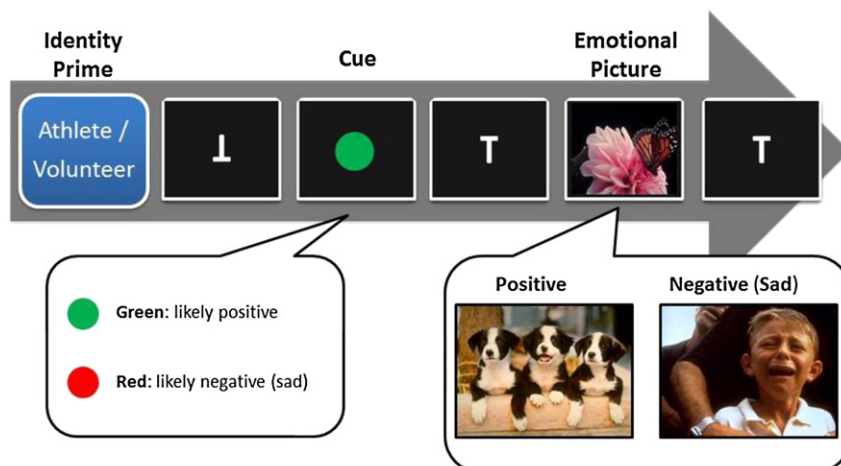 Identity
Prime
Cue
Emotional
Picture
Athlete /
Volunteer
T
T
T
Green: likely positive
Red: likely negative (sad)
Positive
Negative (Sad)